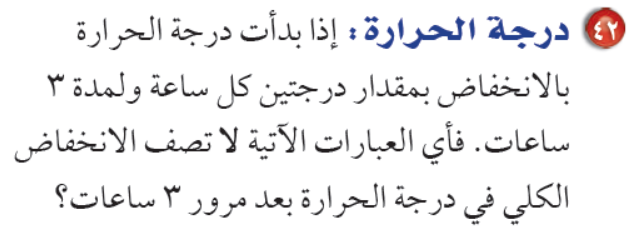 ٤٢ درجة الحرارة: إذا بدأت درجة الحرارة
بالانخفاض بمقدار درجتين كل ساعة ولمدة ٣
ساعات. فأي العبارات الآتية لا تصف الانخفاض
الكلي في درجة الحرارة بعد مرور ٣ ساعات؟